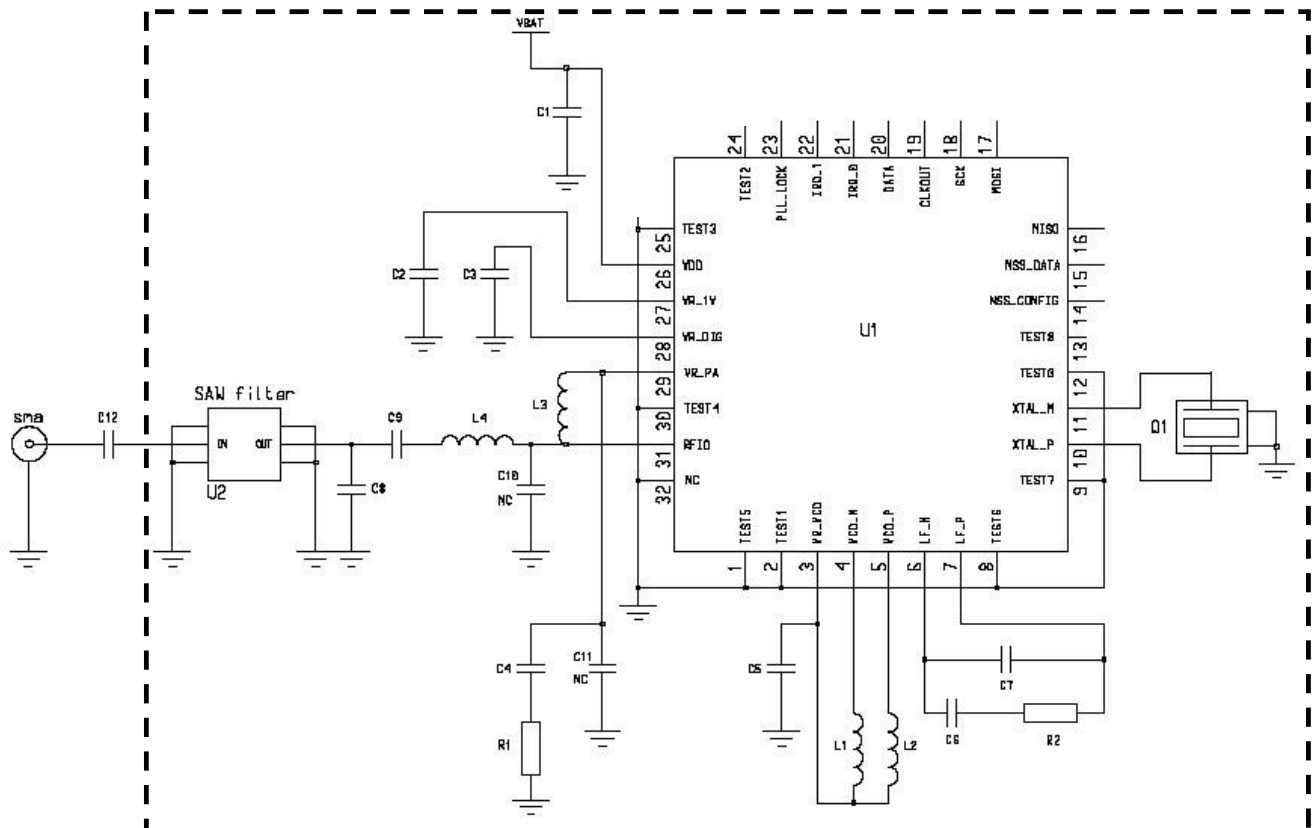 VBAT
C1
24
23
22
21
20
19
18
17
TEST2
PLL_LOCK
IRQ_1
IRQ_0
DATA
CLKOUT
SCK
MOSI
TEST3
25
MISO
16
C2
C3
VDD
26
NSS_DATA
15
VR_1V
27
NSS_CONFIG
14
U1
VR_DIG
28
TEST8
13
VR_PA
29
TEST0
12
SAW filter
L3
TEST4
30
XTAL_M
11
Q1
sma
C12
IN
OUT
C9
L4
RFIO
31
XTAL_P
10
U2
C8
C10
NC
NC
32
TEST7
9
TEST5
TEST1
VR_VCO
VCO_M
VCO_P
LF_M
LF_P
TEST6
1
2
3
4
5
6
7
8
C4
C11
NC
C5
C7
R1
L1
L2
C6
R2